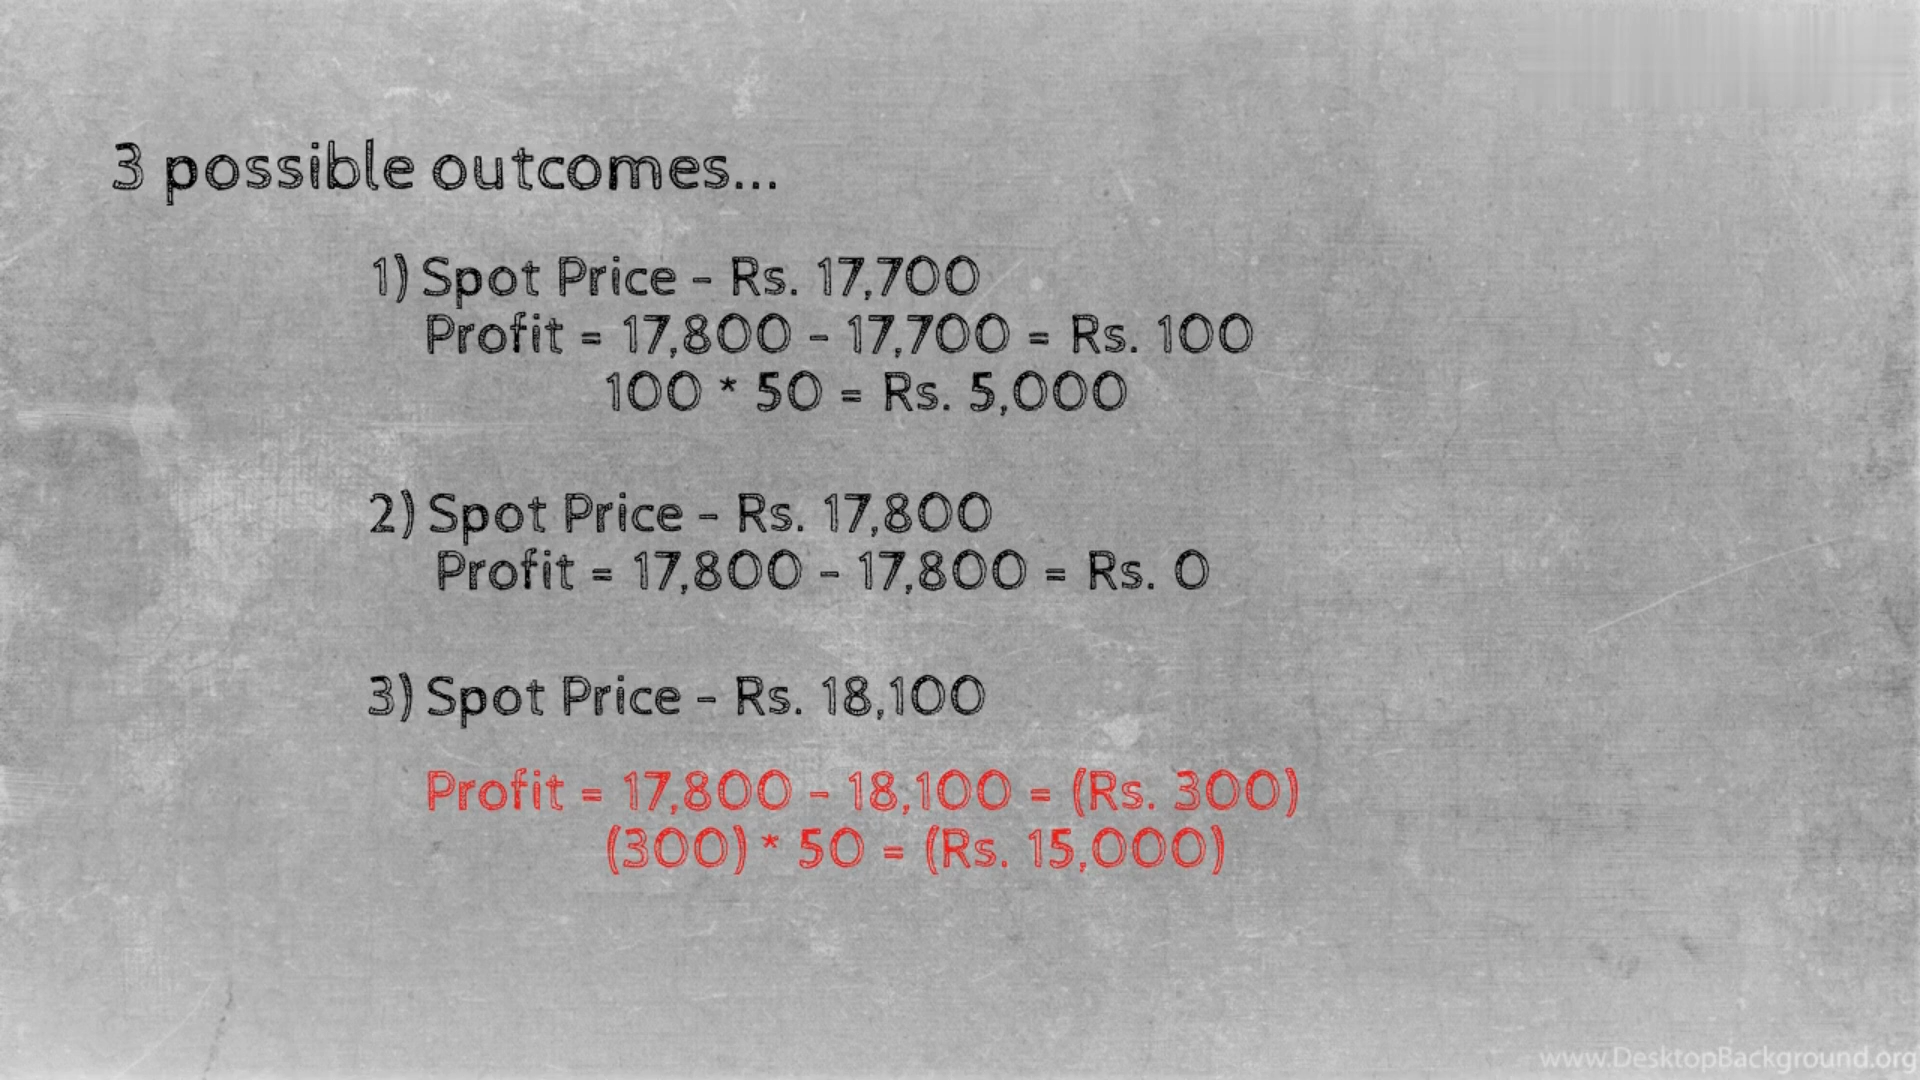 3 possible outcomes...
1) Spot Price - Rs. 17,700
Profit = 17,800 - 17,700 = Rs. 100
100 * 50 = Rs. 5,000
2) Spot Price - Rs. 17,800
Profit = 17,800 - 17,800 = Rs. 0
3) Spot Price - Rs. 18,100
Profit = 17,800 - 18,100 = (Rs. 300)
(300) * 50 = (Rs. 15,000)
www.DesktopBackground.org